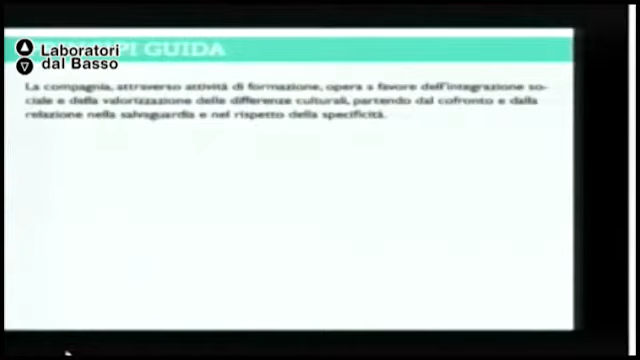 Laboratori
dal Basso
PI GUIDA
La compagnia, attraverso attività di formazione, opera a favore dell'integrazione so-
ciale e della valorizzazione delle differenze culturali, partendo dal cofronto e dalla
relazione nella salvaguardia e nel rispetto della specificità.